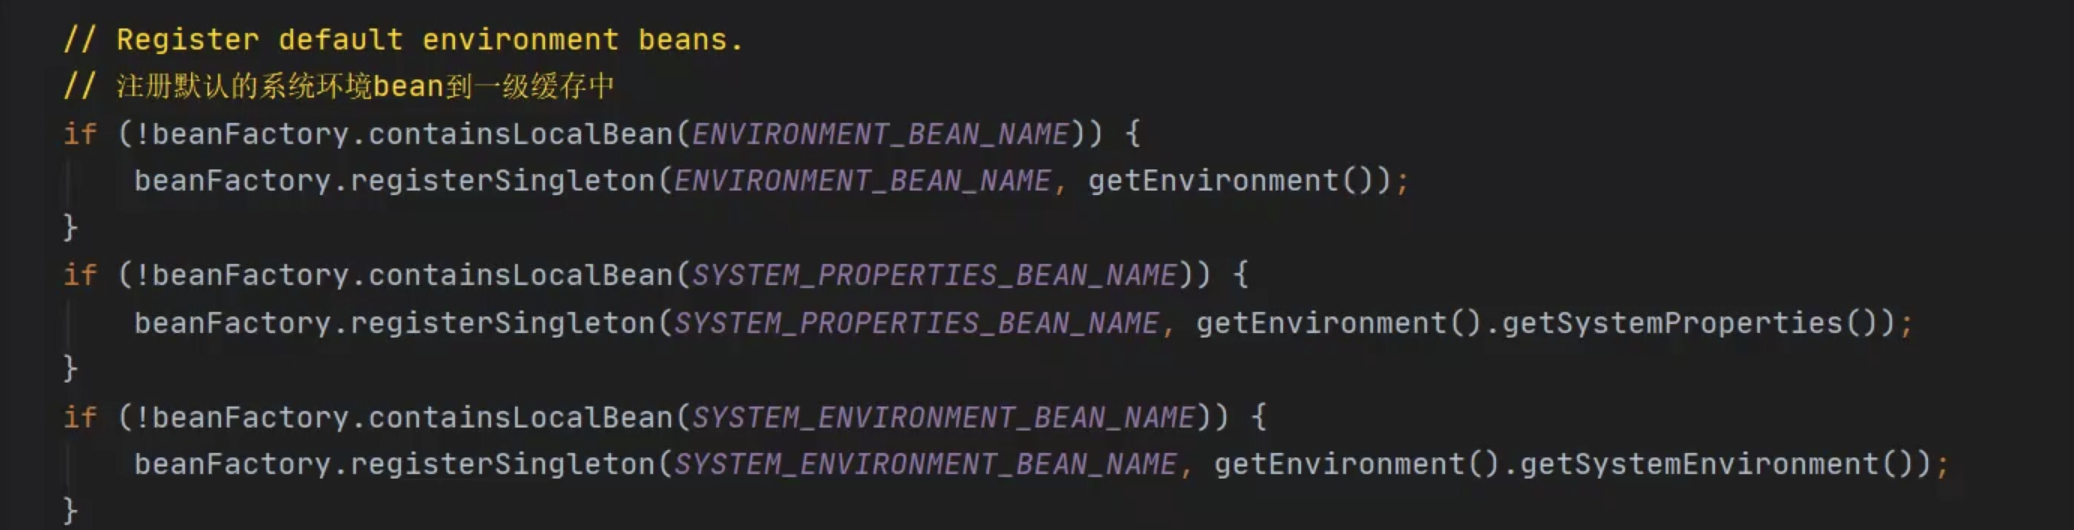 // Register default environment beans.
// 注册默认的系统环境bean到一级缓存中
if (!beanFactory.containsLocalBean(ENVIRONMENT_BEAN_NAME)) {
beanFactory.registerSingleton(ENVIRONMENT_BEAN_NAME, getEnvironment());
}
if (!beanFactory.containsLocalBean(SYSTEM_PROPERTIES_BEAN_NAME)) {
beanFactory.registerSingleton(SYSTEM_PROPERTIES_BEAN_NAME, getEnvironment().getSystemProperties());
}
if (!beanFactory.containsLocalBean(SYSTEM_ENVIRONMENT_BEAN_NAME)) {
beanFactory.registerSingleton(SYSTEM_ENVIRONMENT_BEAN_NAME, getEnvironment().getSystemEnvironment());
}